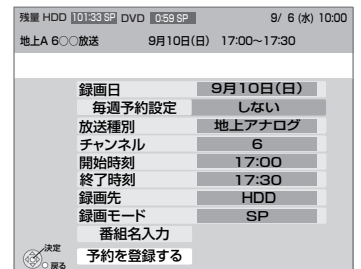 残量 HDD 101:33 SP DVD 0:59 SP 9/ 6 (水) 10:00
地上A 6○○放送 9月10日(日) 17:00~17:30
録画日 9月10日(日)
毎週予約設定 しない
放送種別 地上アナログ
チャンネル 6
開始時刻 17:00
終了時刻 17:30
録画先 HDD
録画モード SP
番組名入力
決定 予約を登録する
戻る